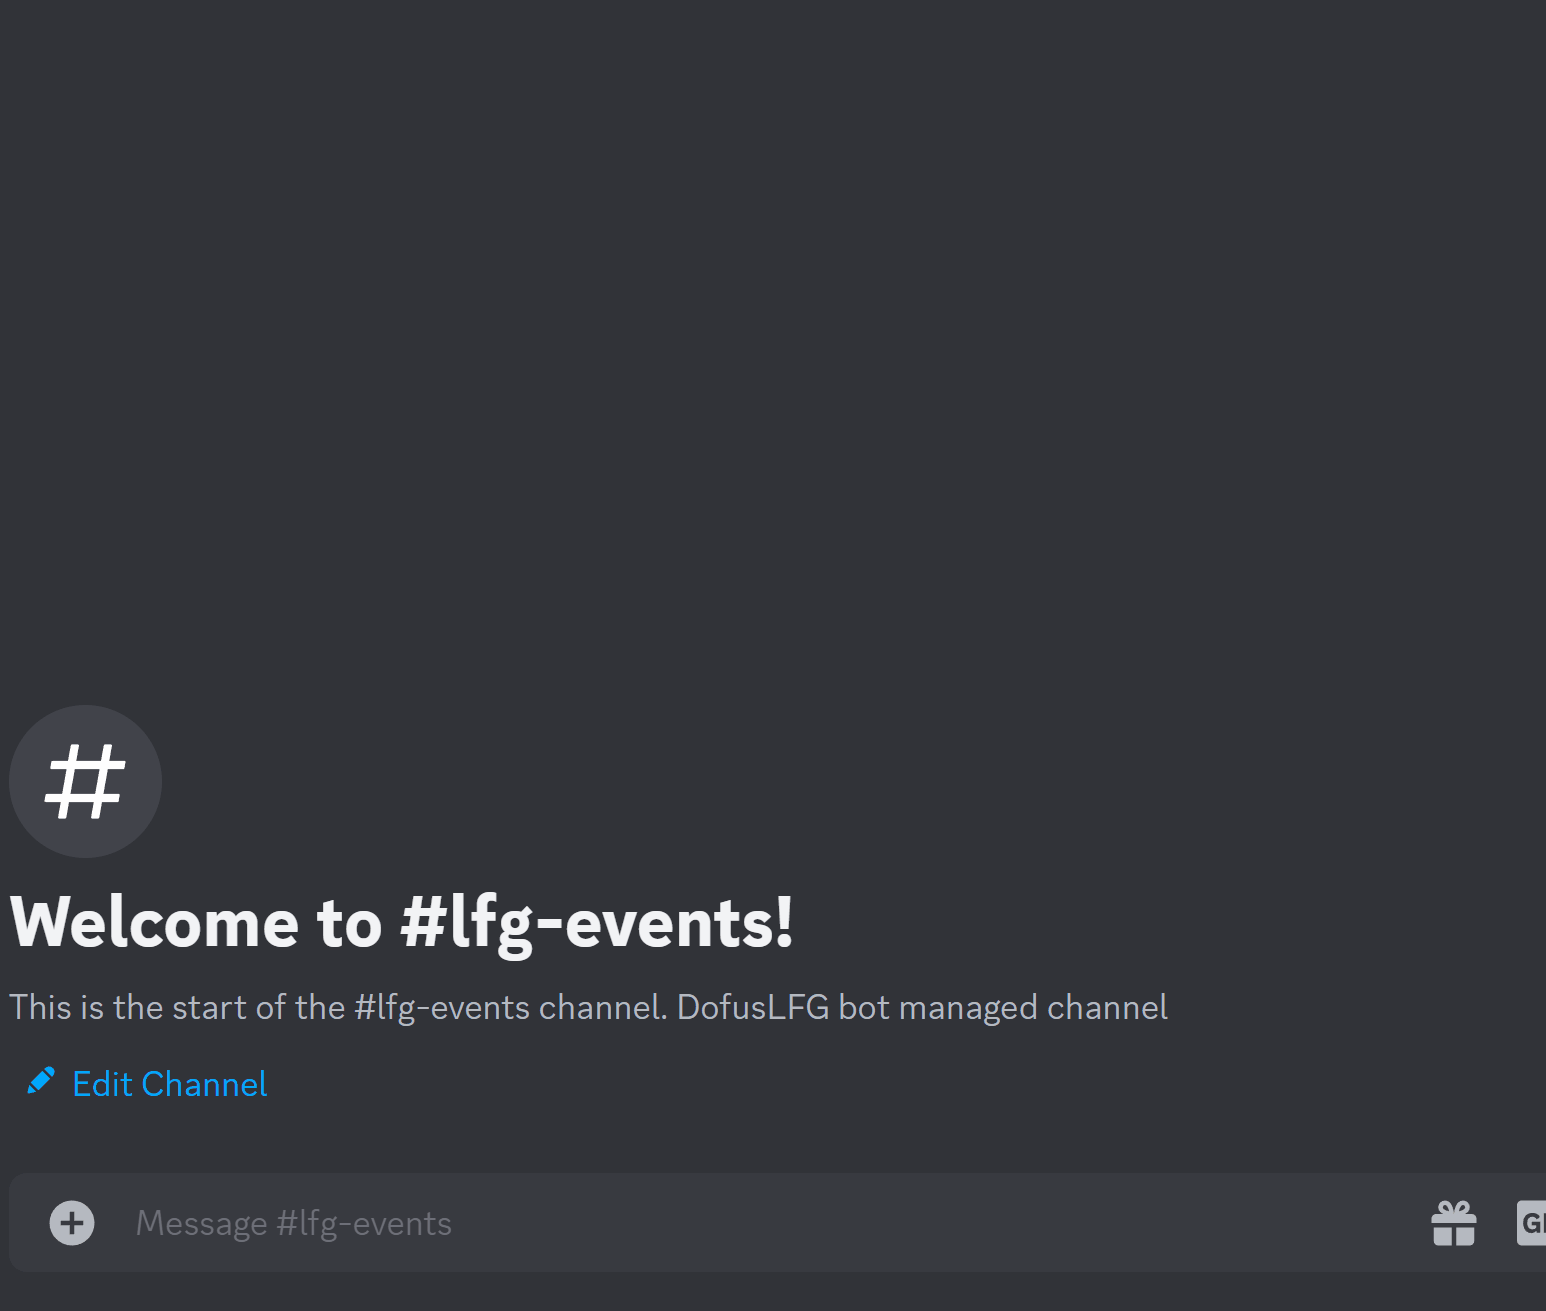 #
Welcome to #lfg-events!
This is the start of the #lfg-events channel. DofusLFG bot managed channel
Edit Channel
Message #lfg-events